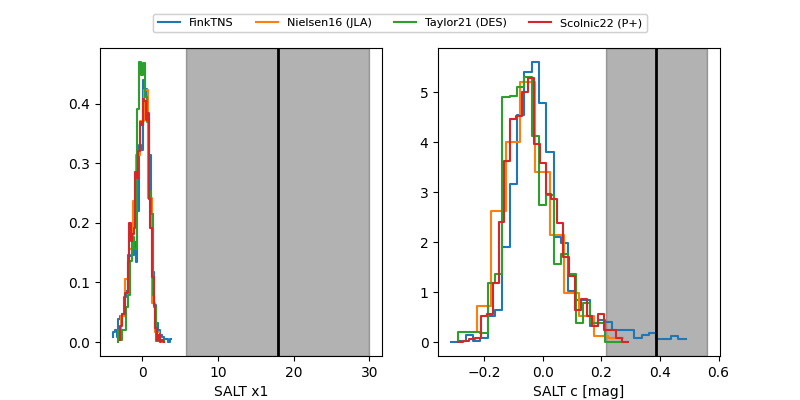 FinkTNS Nielsen16 (JLA) Taylor21 (DES) Scolnic22 (P+)
0.4
0.3
0.2
0.1
0.0
0 10 20 30
SALT x1
5
4
3
2
1
0
−0.2 0.0 0.2 0.4 0.6
SALT c [mag]